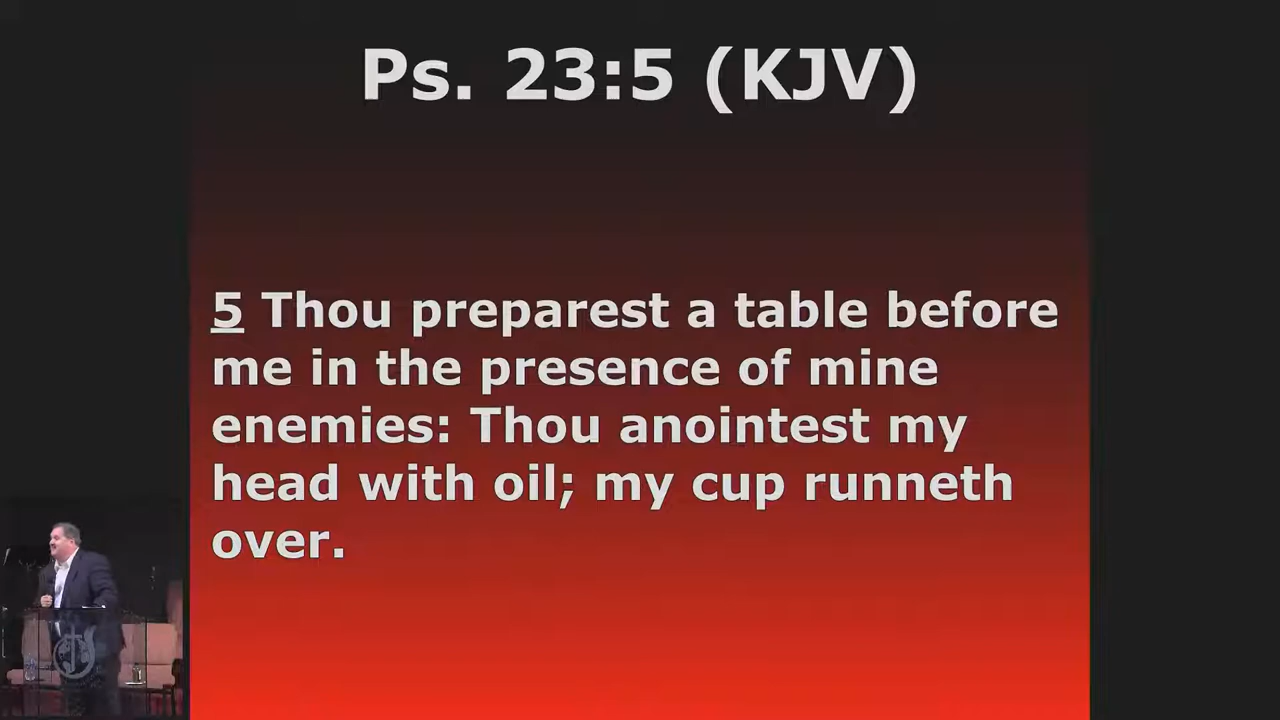 Ps. 23:5 (KJV)
5 Thou preparest a table before
me in the presence of mine
enemies: Thou anointest my
head with oil; my cup runneth
over.